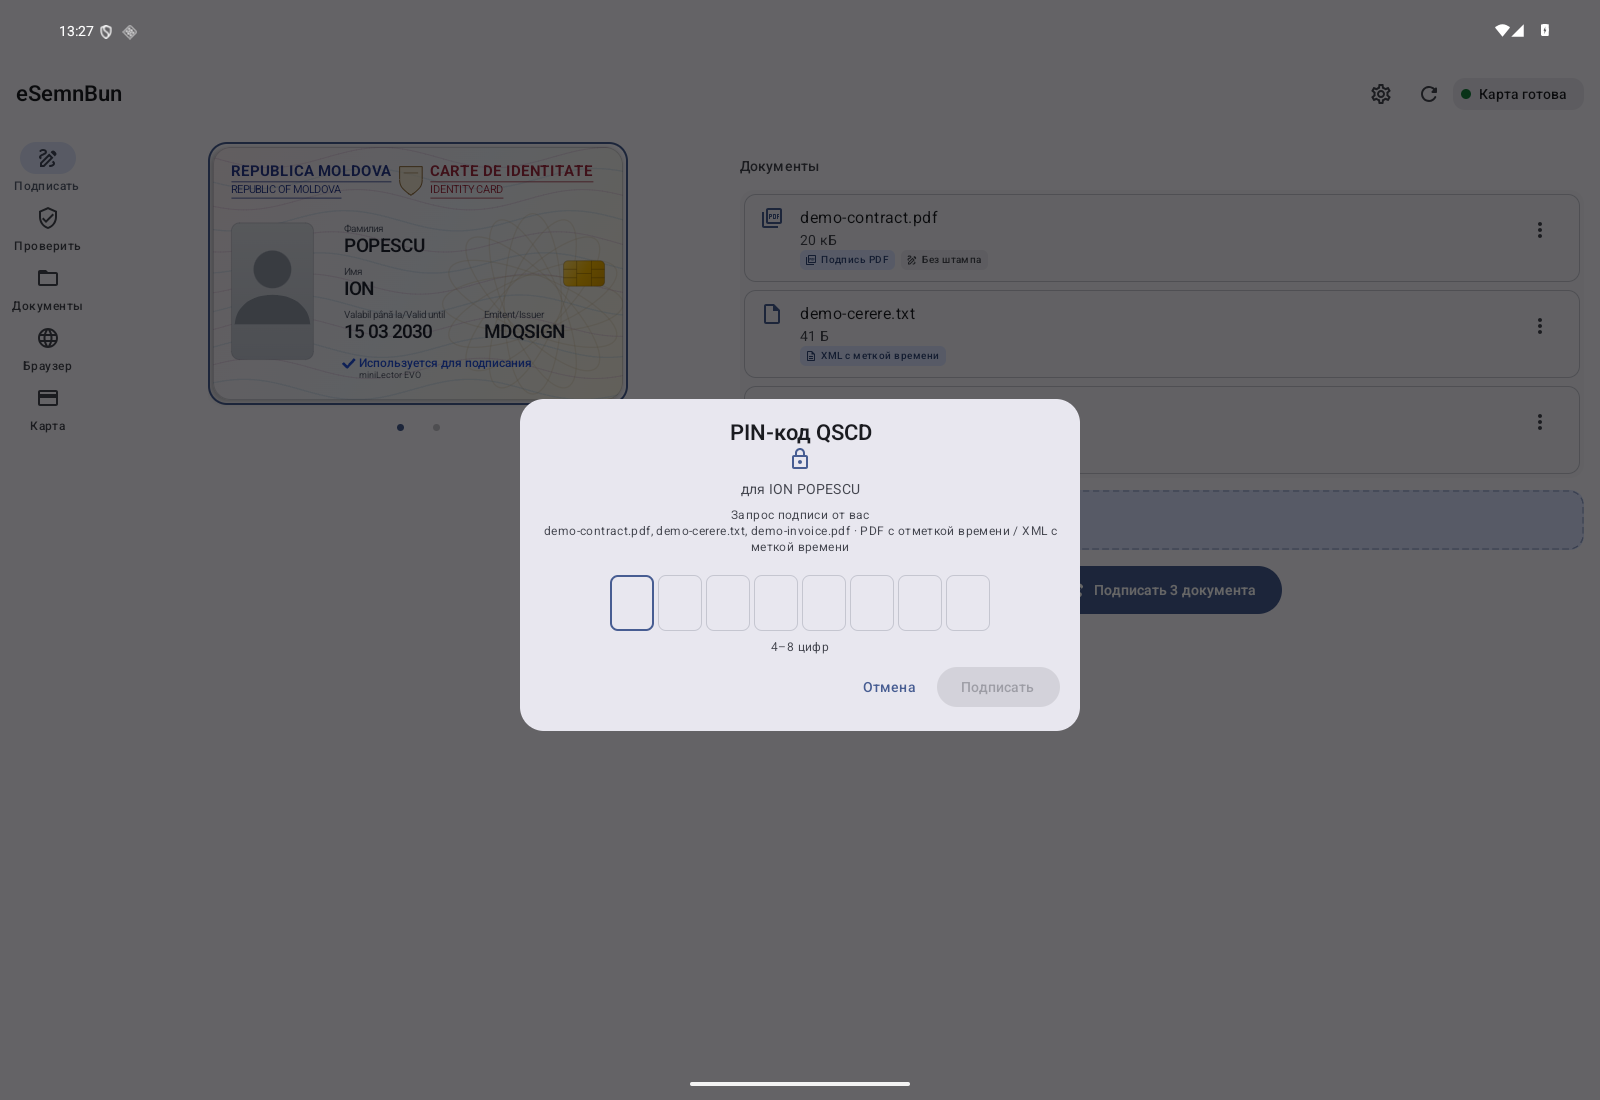 13:27
eSemnBun
Карта готова
Подписать
Проверить
Документы
Браузер
Карта
REPUBLICA MOLDOVA
REPUBLIC OF MOLDOVA
CARTE DE IDENTITATE
IDENTITY CARD
Фамилия
POPESCU
Имя
ION
Valabil până la/Valid until
15 03 2030
Emitent/Issuer
MDQSIGN
Используется для подписания
miniLector EVO
Документы
demo-contract.pdf
20 кБ
Подпись PDF
Без штампа
demo-cerere.txt
41 Б
XML с меткой времени
Подписать 3 документа
PIN-код QSCD
для ION POPESCU
Запрос подписи от вас
demo-contract.pdf, demo-cerere.txt, demo-invoice.pdf · PDF с отметкой времени / XML с
меткой времени
4–8 цифр
Отмена
Подписать